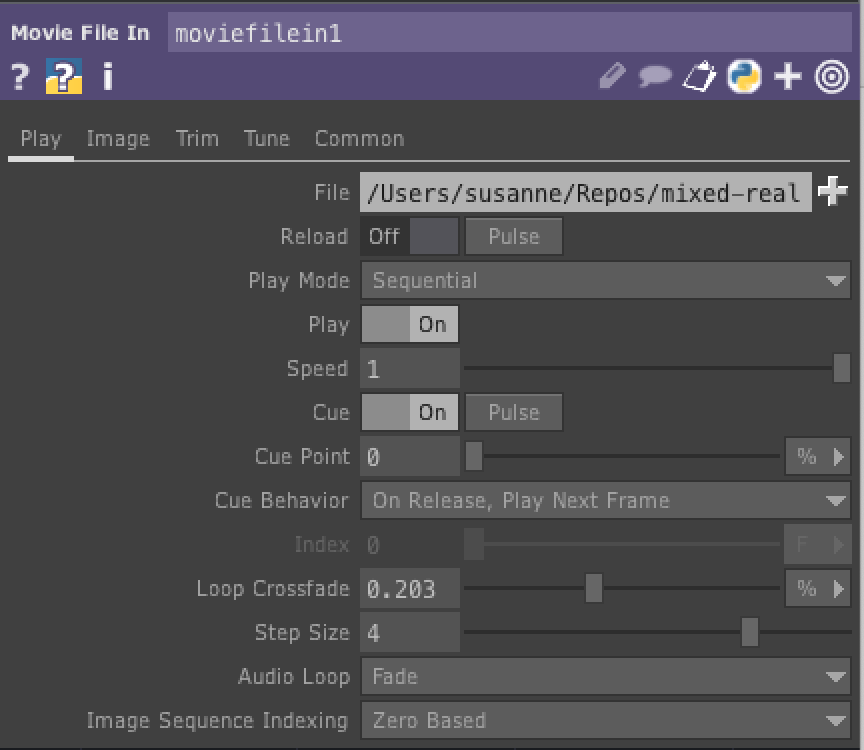 Movie File In moviefilein1
? ? i
Play Image Trim Tune Common
File /Users/susanne/Repos/mixed-real
Reload Off Pulse
Play Mode Sequential
Play On
Speed 1
Cue On Pulse
Cue Point 0 %
Cue Behavior On Release, Play Next Frame
Index 0 F
Loop Crossfade 0.203 %
Step Size 4
Audio Loop Fade
Image Sequence Indexing Zero Based